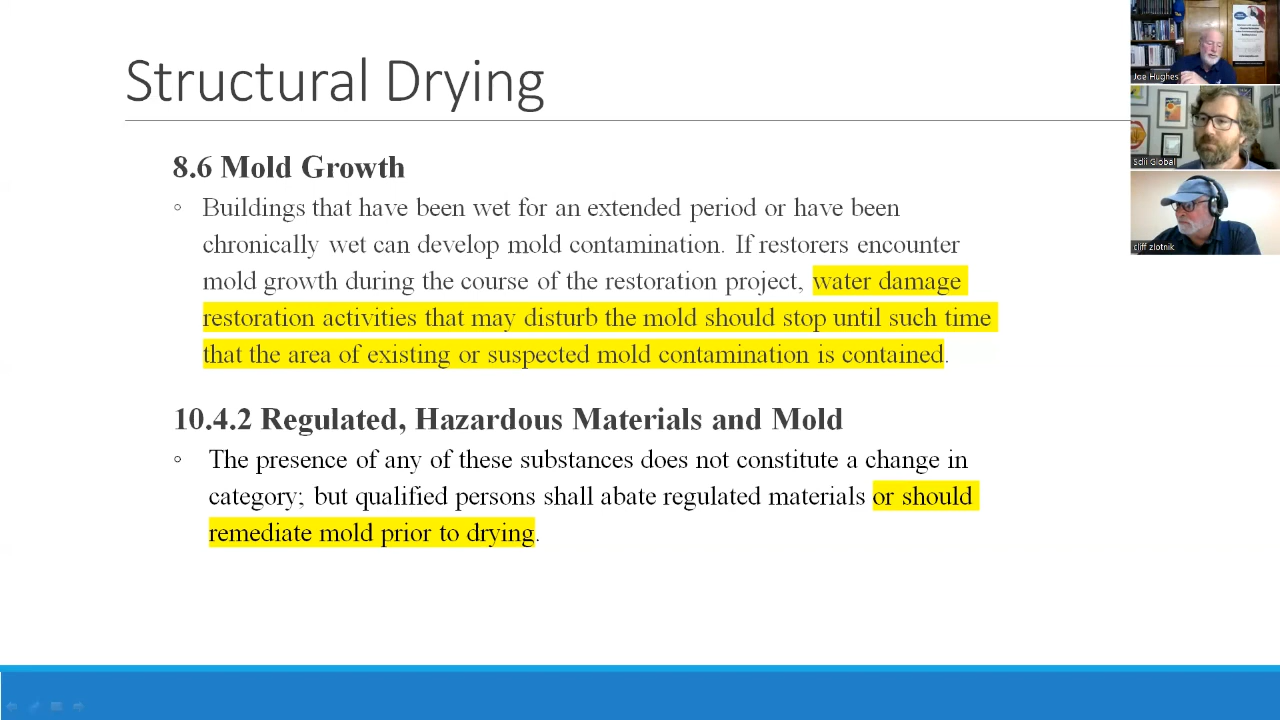 Structural Drying
8.6 Mold Growth
Buildings that have been wet for an extended period or have been
chronically wet can develop mold contamination. If restorers encounter
mold growth during the course of the restoration project, water damage
restoration activities that may disturb the mold should stop until such time
that the area of existing or suspected mold contamination is contained.
10.4.2 Regulated, Hazardous Materials and Mold
The presence of any of these substances does not constitute a change in
category; but qualified persons shall abate regulated materials or should
remediate mold prior to drying.
Joe Hughes
Sdii Global
cliff zlotnik